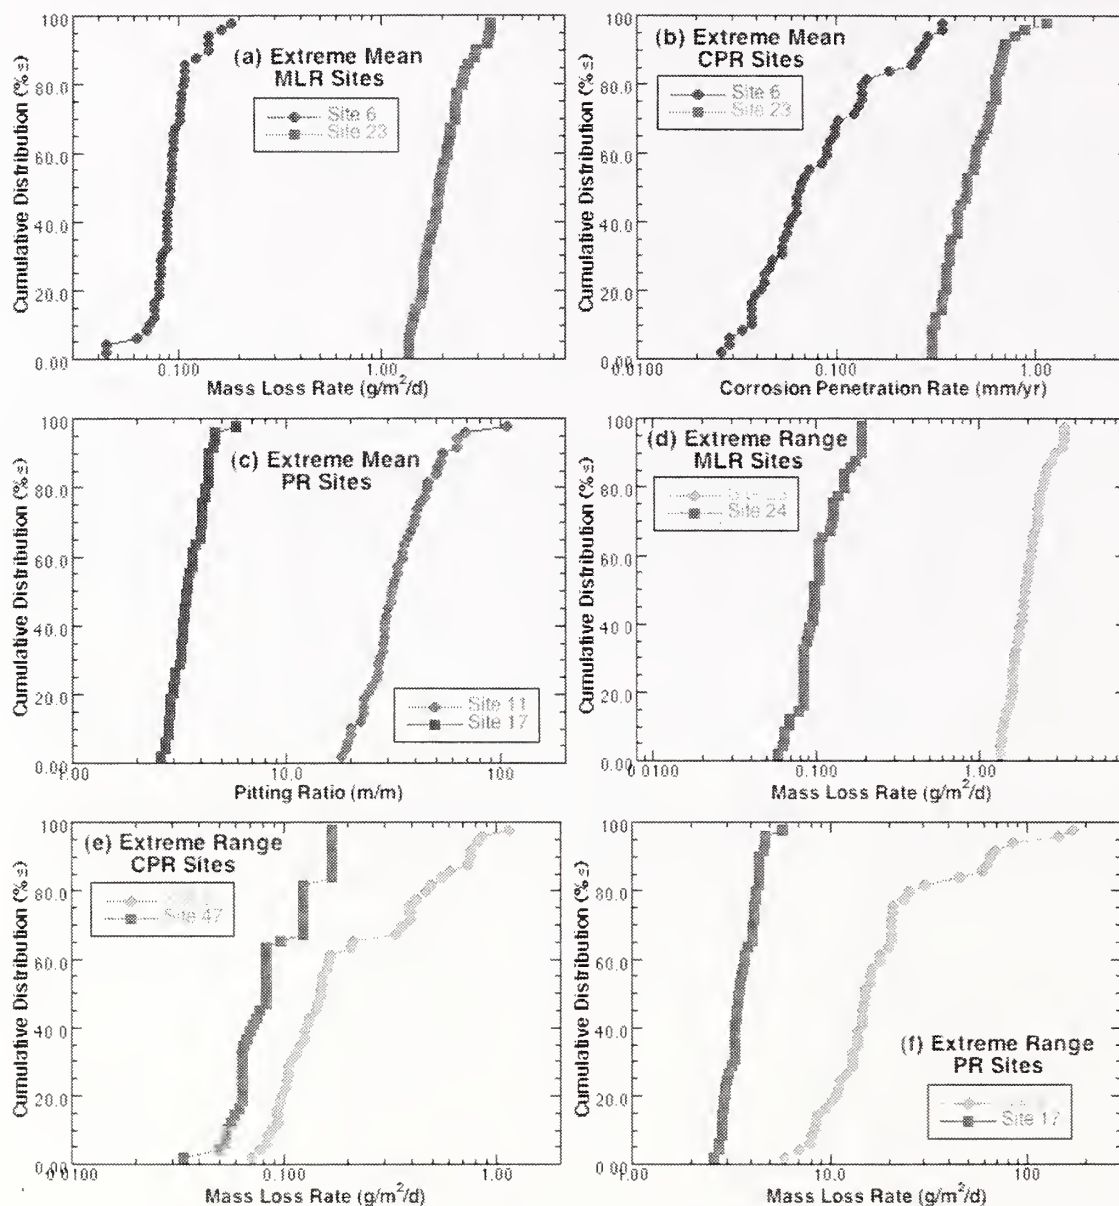 (a) Extreme Mean
MLR Sites
Site 6
Site 23
Cumulative Distribution (%≤)
100
80.0
60.0
40.0
20.0
0.00
0.100
1.00
Mass Loss Rate (g/m²/d)
(b) Extreme Mean
CPR Sites
Site 6
Site 23
Cumulative Distribution (%≤)
100
80.0
60.0
40.0
20.0
0.00
0.0100
0.100
1.00
Corrosion Penetration Rate (mm/yr)
(c) Extreme Mean
PR Sites
Site 11
Site 17
Cumulative Distribution (%≤)
100
80.0
60.0
40.0
20.0
0.00
1.00
10.0
100
Pitting Ratio (m/m)
(d) Extreme Range
MLR Sites
Site 24
Cumulative Distribution (%≤)
100
80.0
60.0
40.0
20.0
0.00
0.0100
0.100
1.00
Mass Loss Rate (g/m²/d)
(e) Extreme Range
CPR Sites
Site 47
Cumulative Distribution (%≤)
100
80.0
60.0
40.0
20.0
0.00
0.0100
0.100
1.00
Mass Loss Rate (g/m²/d)
(f) Extreme Range
PR Sites
Site 17
Cumulative Distribution (%≤)
100
80.0
60.0
40.0
20.0
0.00
1.00
10.0
100
Mass Loss Rate (g/m²/d)